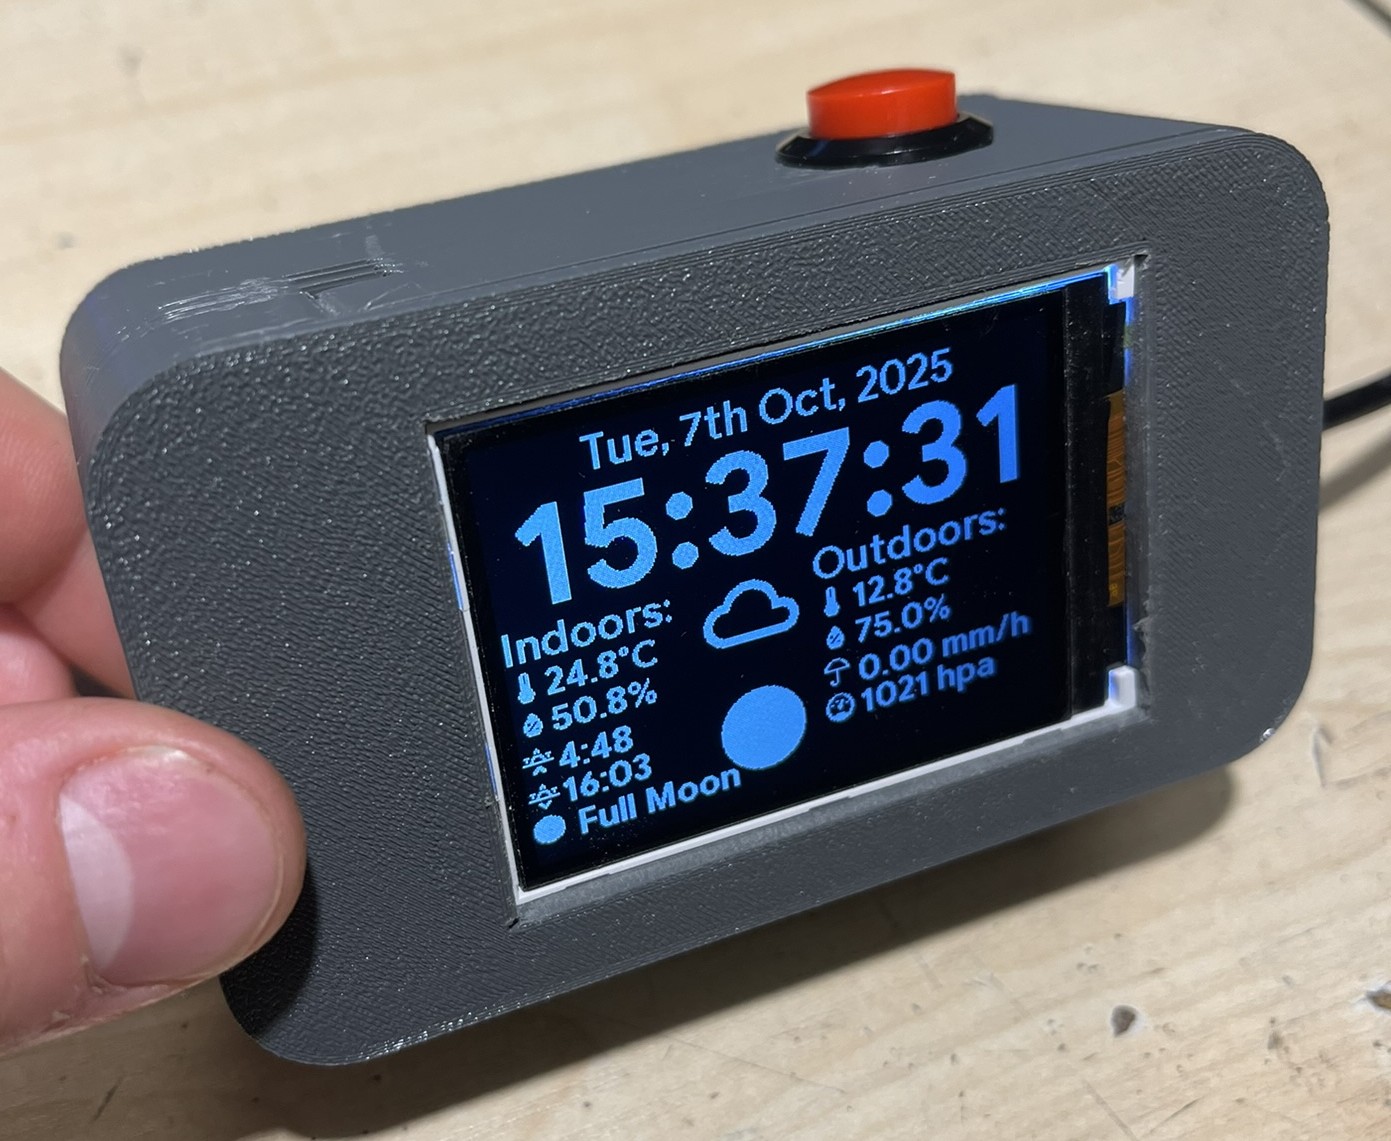 Tue, 7th Oct, 2025
15:37:31
Indoors:
24.8°C
50.8%
4:48
16:03
Full Moon
Outdoors:
12.8°C
75.0%
0.00 mm/h
1021 hpa